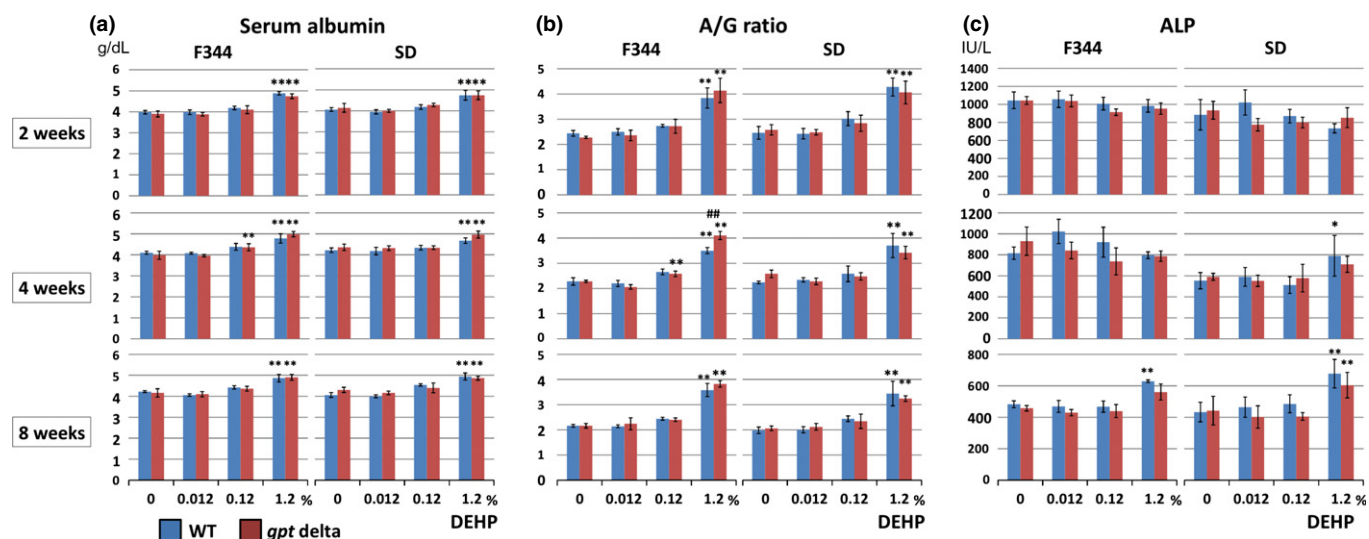 (a) Serum albumin (b) A/G ratio (c) ALP
g/dL F344 SD F344 SD IU/L F344 SD
2 weeks
6 5 4 3 2 1 0
**** ****
5 4 3 2 1 0
** ** ** **
1400 1200 1000 800 600 400 200 0
4 weeks
6 5 4 3 2 1 0
** ** ** ** **
5 4 3 2 1 0
** ** ## ** ** **
1200 1000 800 600 400 200 0
*
8 weeks
6 5 4 3 2 1 0
** ** ** **
5 4 3 2 1 0
** ** ** **
800 600 400 200 0
** ** **
0 0.012 0.12 1.2 % 0 0.012 0.12 1.2 % 0 0.012 0.12 1.2 % 0 0.012 0.12 1.2 % 0 0.012 0.12 1.2 % 0 0.012 0.12 1.2 %
WT gpt delta DEHP DEHP DEHP